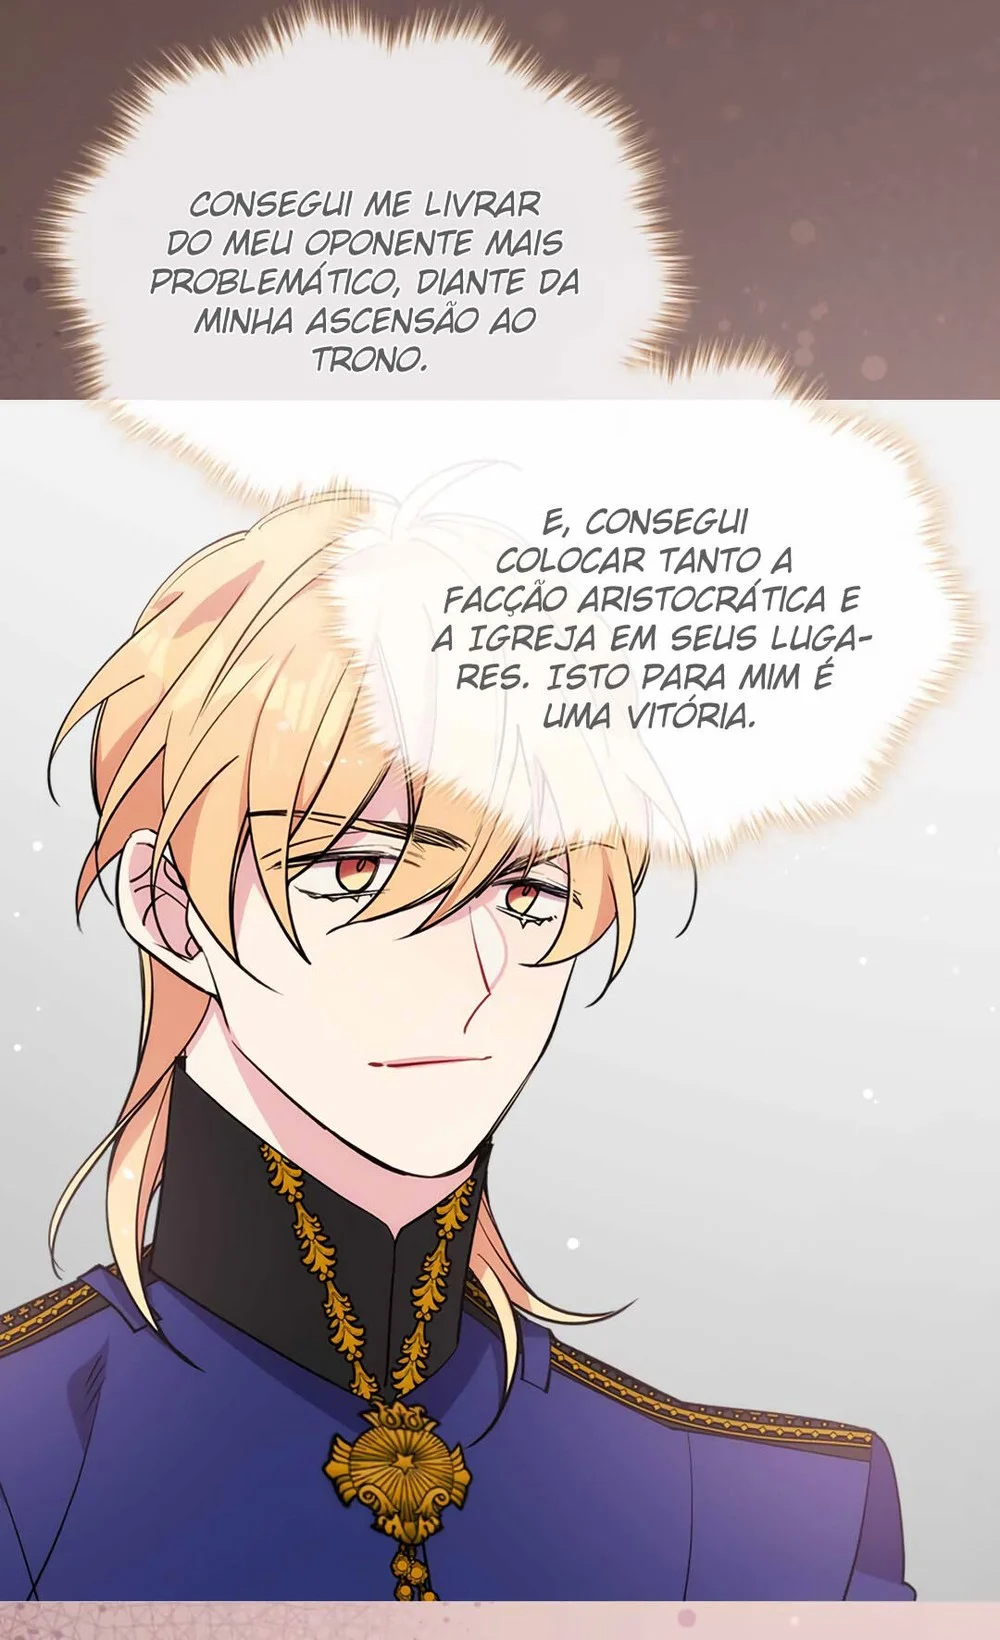 CONSEGUI ME LIVRAR
DO MEU OPONENTE MAIS
PROBLEMÁTICO, DIANTE DA
MINHA ASCENSÃO AO
TRONO.
E, CONSEGUI
COLOCAR TANTO A
FACÇÃO ARISTOCRÁTICA E
A IGREJA EM SEUS LUGA-
RES. ISTO PARA MIM É
UMA VITÓRIA.